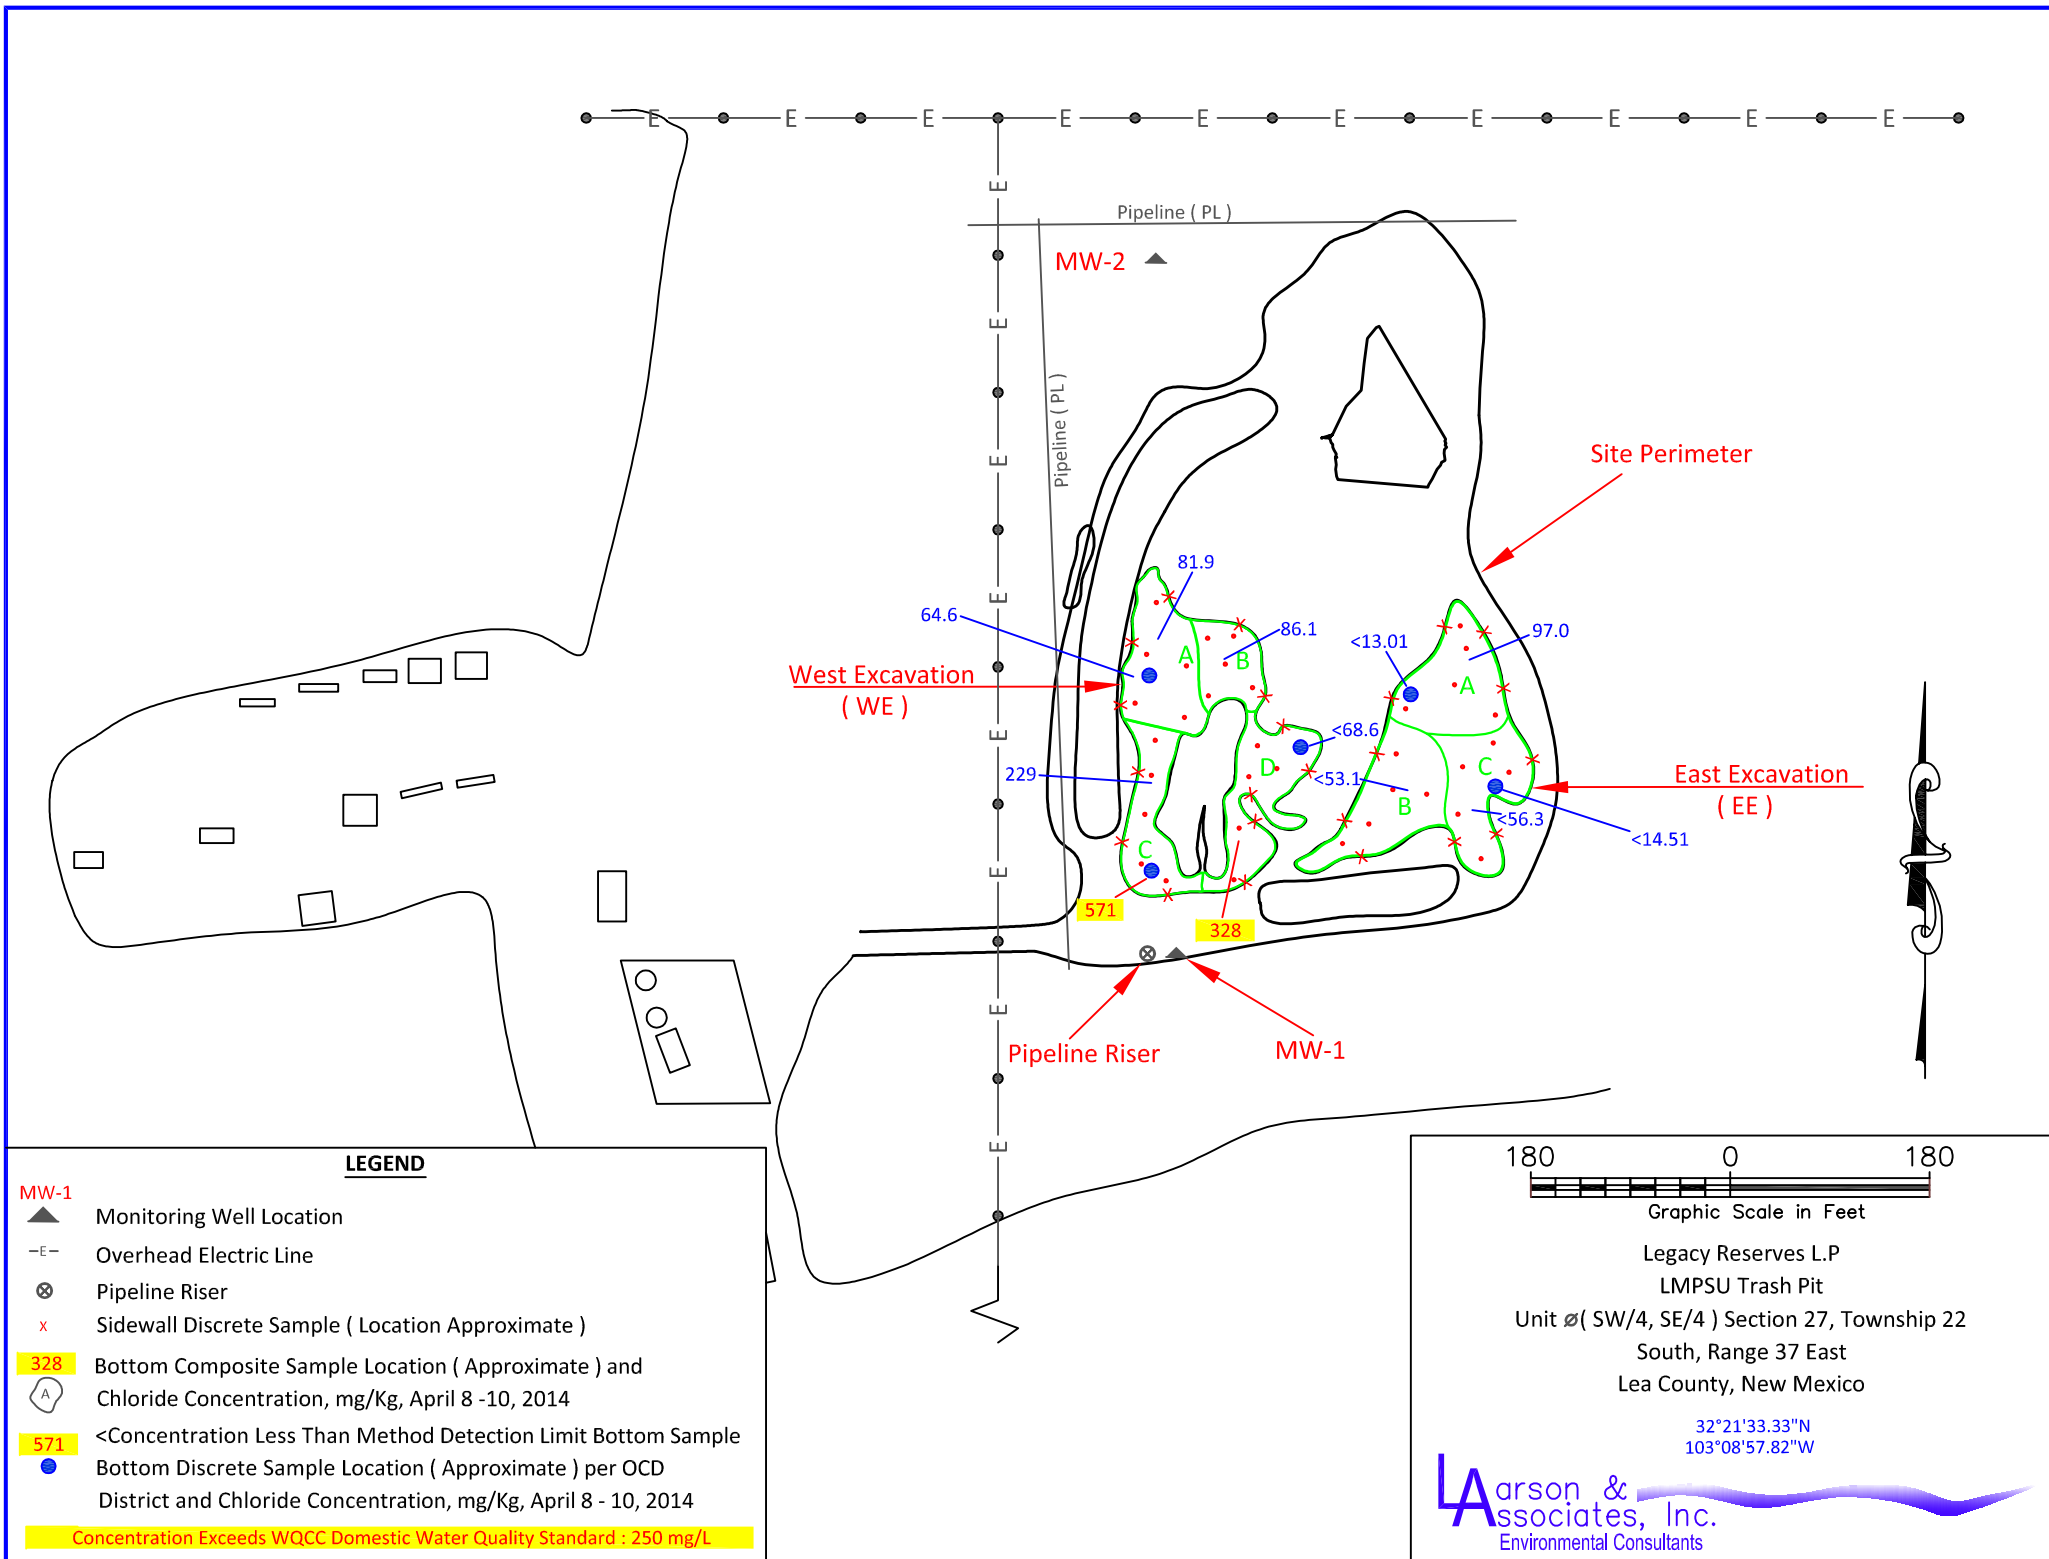 E E E E E E E E E E
E
Pipeline ( PL )
MW-2
E
Pipeline ( PL )
E
Site Perimeter
E
81.9
64.6
86.1
97.0
<13.01
A
B
A
West Excavation
( WE )
E
<68.6
<53.1
229
D
C
B
East Excavation
( EE )
<56.3
<14.51
C
E
571
328
E
Pipeline Riser
MW-1
E
LEGEND
MW-1
Monitoring Well Location
-E- Overhead Electric Line
Pipeline Riser
x Sidewall Discrete Sample ( Location Approximate )
328 Bottom Composite Sample Location ( Approximate ) and
A Chloride Concentration, mg/Kg, April 8 -10, 2014
<Concentration Less Than Method Detection Limit Bottom Sample
571
Bottom Discrete Sample Location ( Approximate ) per OCD
District and Chloride Concentration, mg/Kg, April 8 - 10, 2014
Concentration Exceeds WQCC Domestic Water Quality Standard : 250 mg/L
180 0 180
Graphic Scale in Feet
Legacy Reserves L.P
LMPSU Trash Pit
Unit ø( SW/4, SE/4 ) Section 27, Township 22
South, Range 37 East
Lea County, New Mexico
32°21'33.33"N
103°08'57.82"W
Larson &
Associates, Inc.
Environmental Consultants